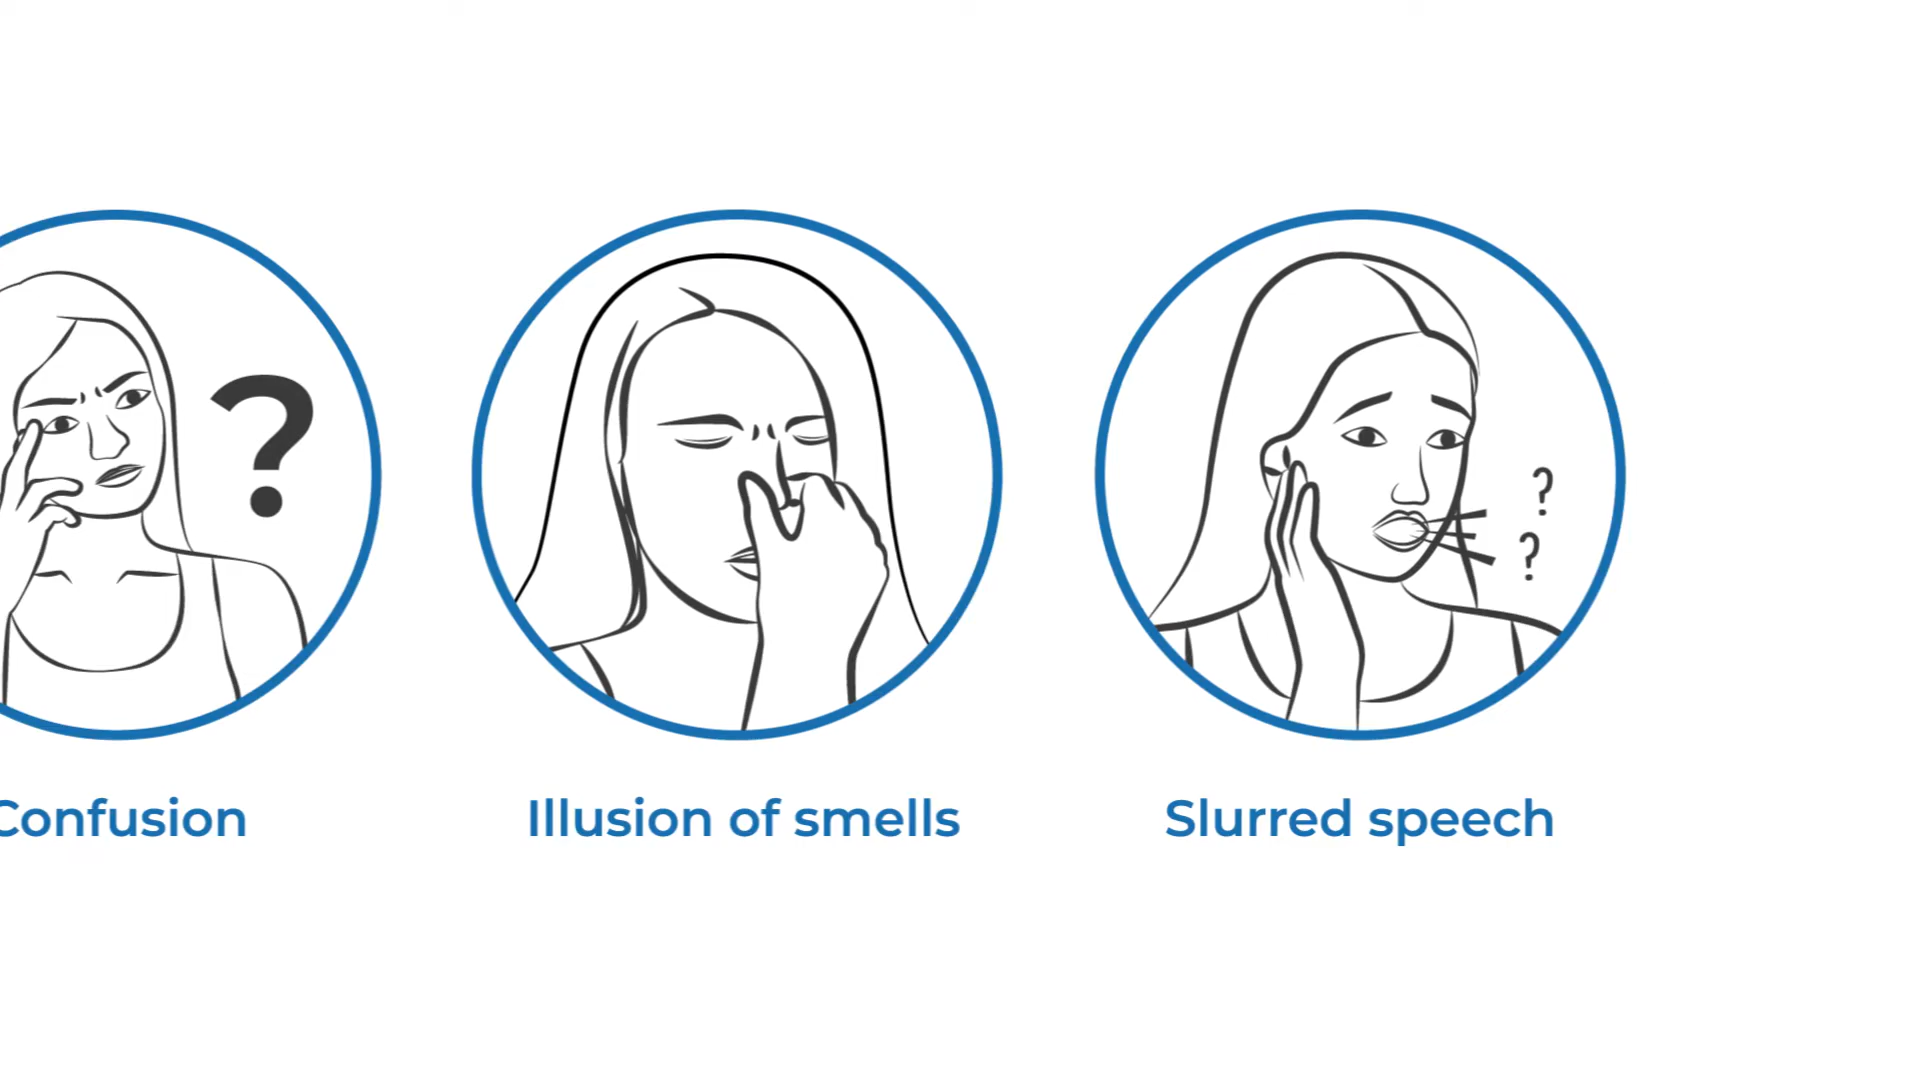 ?
?
?
Confusion
Illusion of smells
Slurred speech